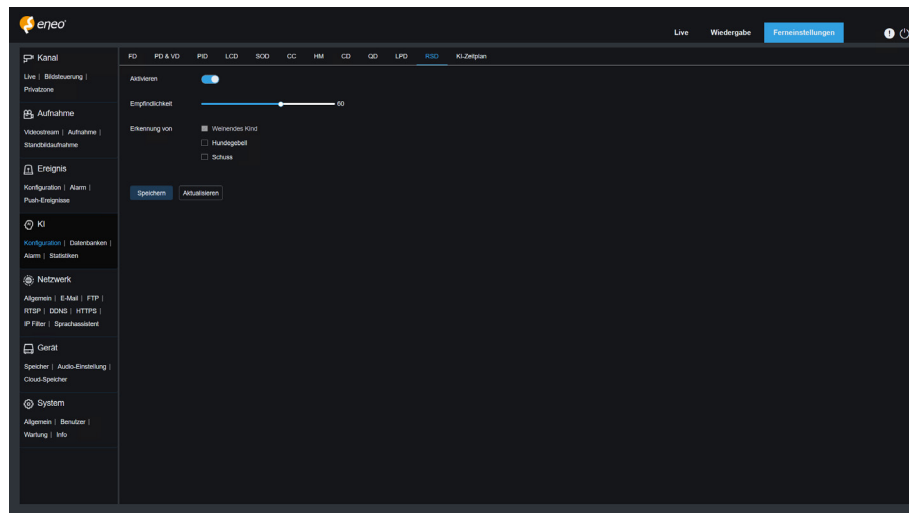 eneo
Live Wiedergabe Ferneinstellungen
Kanal
Live | Bildsteuerung |
Privatzone
Aufnahme
Videostream | Aufnahme |
Standbildaufnahme
Ereignis
Konfiguration | Alarm |
Push-Ereignisse
KI
Konfiguration | Datenbanken |
Alarm | Statistiken
Netzwerk
Allgemein | E-Mail | FTP |
RTSP | DDNS | HTTPS |
IP Filter | Sprachassistent
Gerät
Speicher | Audio-Einstellung |
Cloud-Speicher
System
Allgemein | Benutzer |
Wartung | Info
FD PD & VD PID LCD SOD CC HM CD QD LPD RSD KI-Zeitplan
Aktivieren
Empfindlichkeit 60
Erkennung von Weinendes Kind
Hundegebell
Schuss
Speichern Aktualisieren